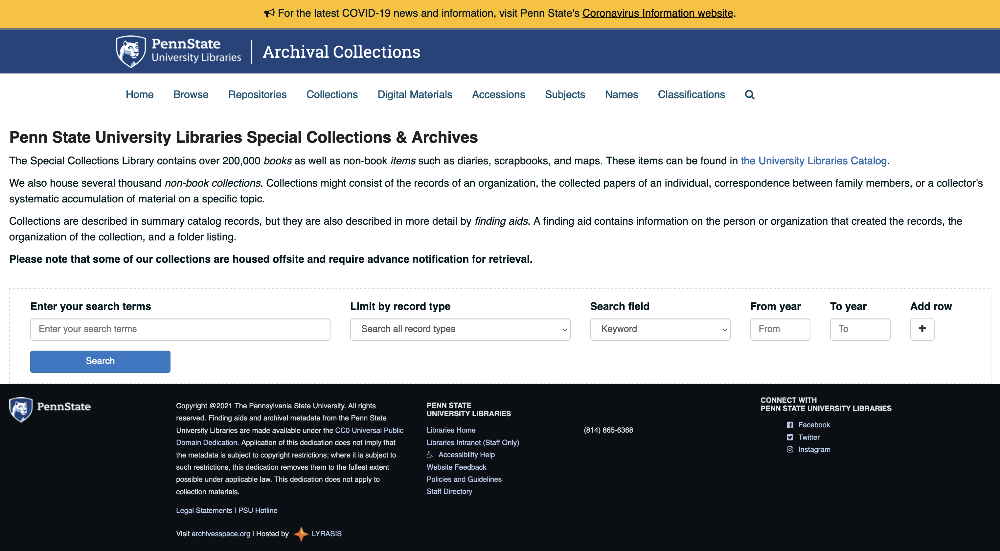 For the latest COVID-19 news and information, visit Penn State's Coronavirus Information website.
PennState
University Libraries
Archival Collections
Home Browse Repositories Collections Digital Materials Accessions Subjects Names Classifications
Penn State University Libraries Special Collections & Archives
The Special Collections Library contains over 200,000 books as well as non-book items such as diaries, scrapbooks, and maps. These items can be found in the University Libraries Catalog.
We also house several thousand non-book collections. Collections might consist of the records of an organization, the collected papers of an individual, correspondence between family members, or a collector's
systematic accumulation of material on a specific topic.
Collections are described in summary catalog records, but they are also described in more detail by finding aids. A finding aid contains information on the person or organization that created the records, the
organization of the collection, and a folder listing.
Please note that some of our collections are housed offsite and require advance notification for retrieval.
Enter your search terms Limit by record type Search field From year To year Add row
Enter your search terms Search all record types Keyword From To
Search
PennState
Copyright @2021 The Pennsylvania State University. All rights
reserved. Finding aids and archival metadata from the Penn State
University Libraries are made available under the CC0 Universal Public
Domain Dedication. Application of this dedication does not imply that
the metadata is subject to copyright restrictions; where it is subject to
such restrictions, this dedication removes them to the fullest extent
possible under applicable law. This dedication does not apply to
collection materials.
Legal Statements | PSU Hotline
Visit archivesspace.org | Hosted by LYRASIS
PENN STATE
UNIVERSITY LIBRARIES
Libraries Home
Libraries Intranet (Staff Only)
Accessibility Help
Website Feedback
Policies and Guidelines
Staff Directory
(814) 865-6368
CONNECT WITH
PENN STATE UNIVERSITY LIBRARIES
Facebook
Twitter
Instagram